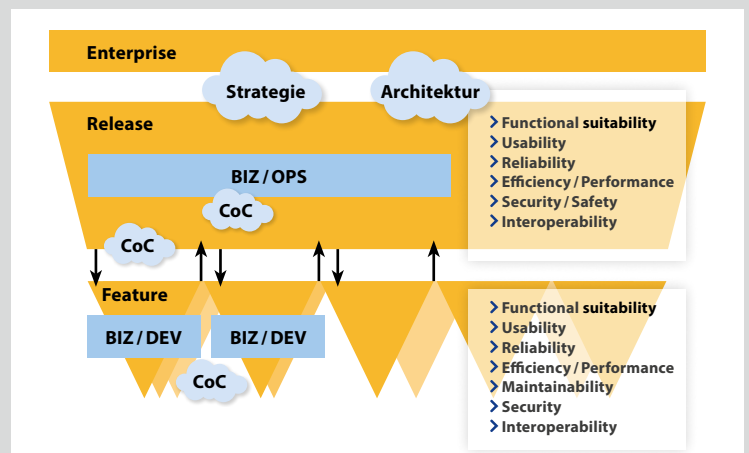 Enterprise
Strategie
Architektur
Release
Functional suitability
Usability
Reliability
Efficiency / Performance
Security / Safety
Interoperability
BIZ / OPS
CoC
CoC
Feature
BIZ / DEV
BIZ / DEV
CoC
Functional suitability
Usability
Reliability
Efficiency / Performance
Maintainability
Security
Interoperability